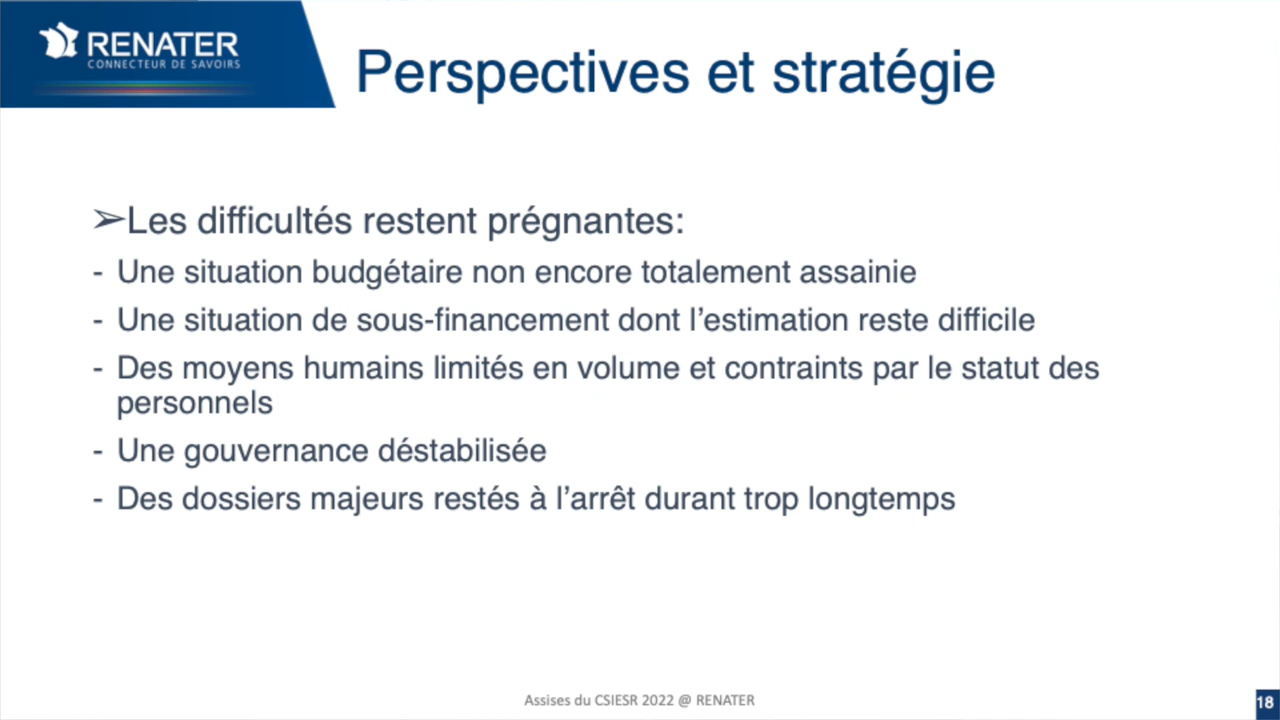 RENATER
CONNECTEUR DE SAVOIRS
Perspectives et stratégie
➢Les difficultés restent prégnantes:
- Une situation budgétaire non encore totalement assainie
- Une situation de sous-financement dont l’estimation reste difficile
- Des moyens humains limités en volume et contraints par le statut des
personnels
- Une gouvernance déstabilisée
- Des dossiers majeurs restés à l’arrêt durant trop longtemps
Assises du CSIESR 2022 @ RENATER
18